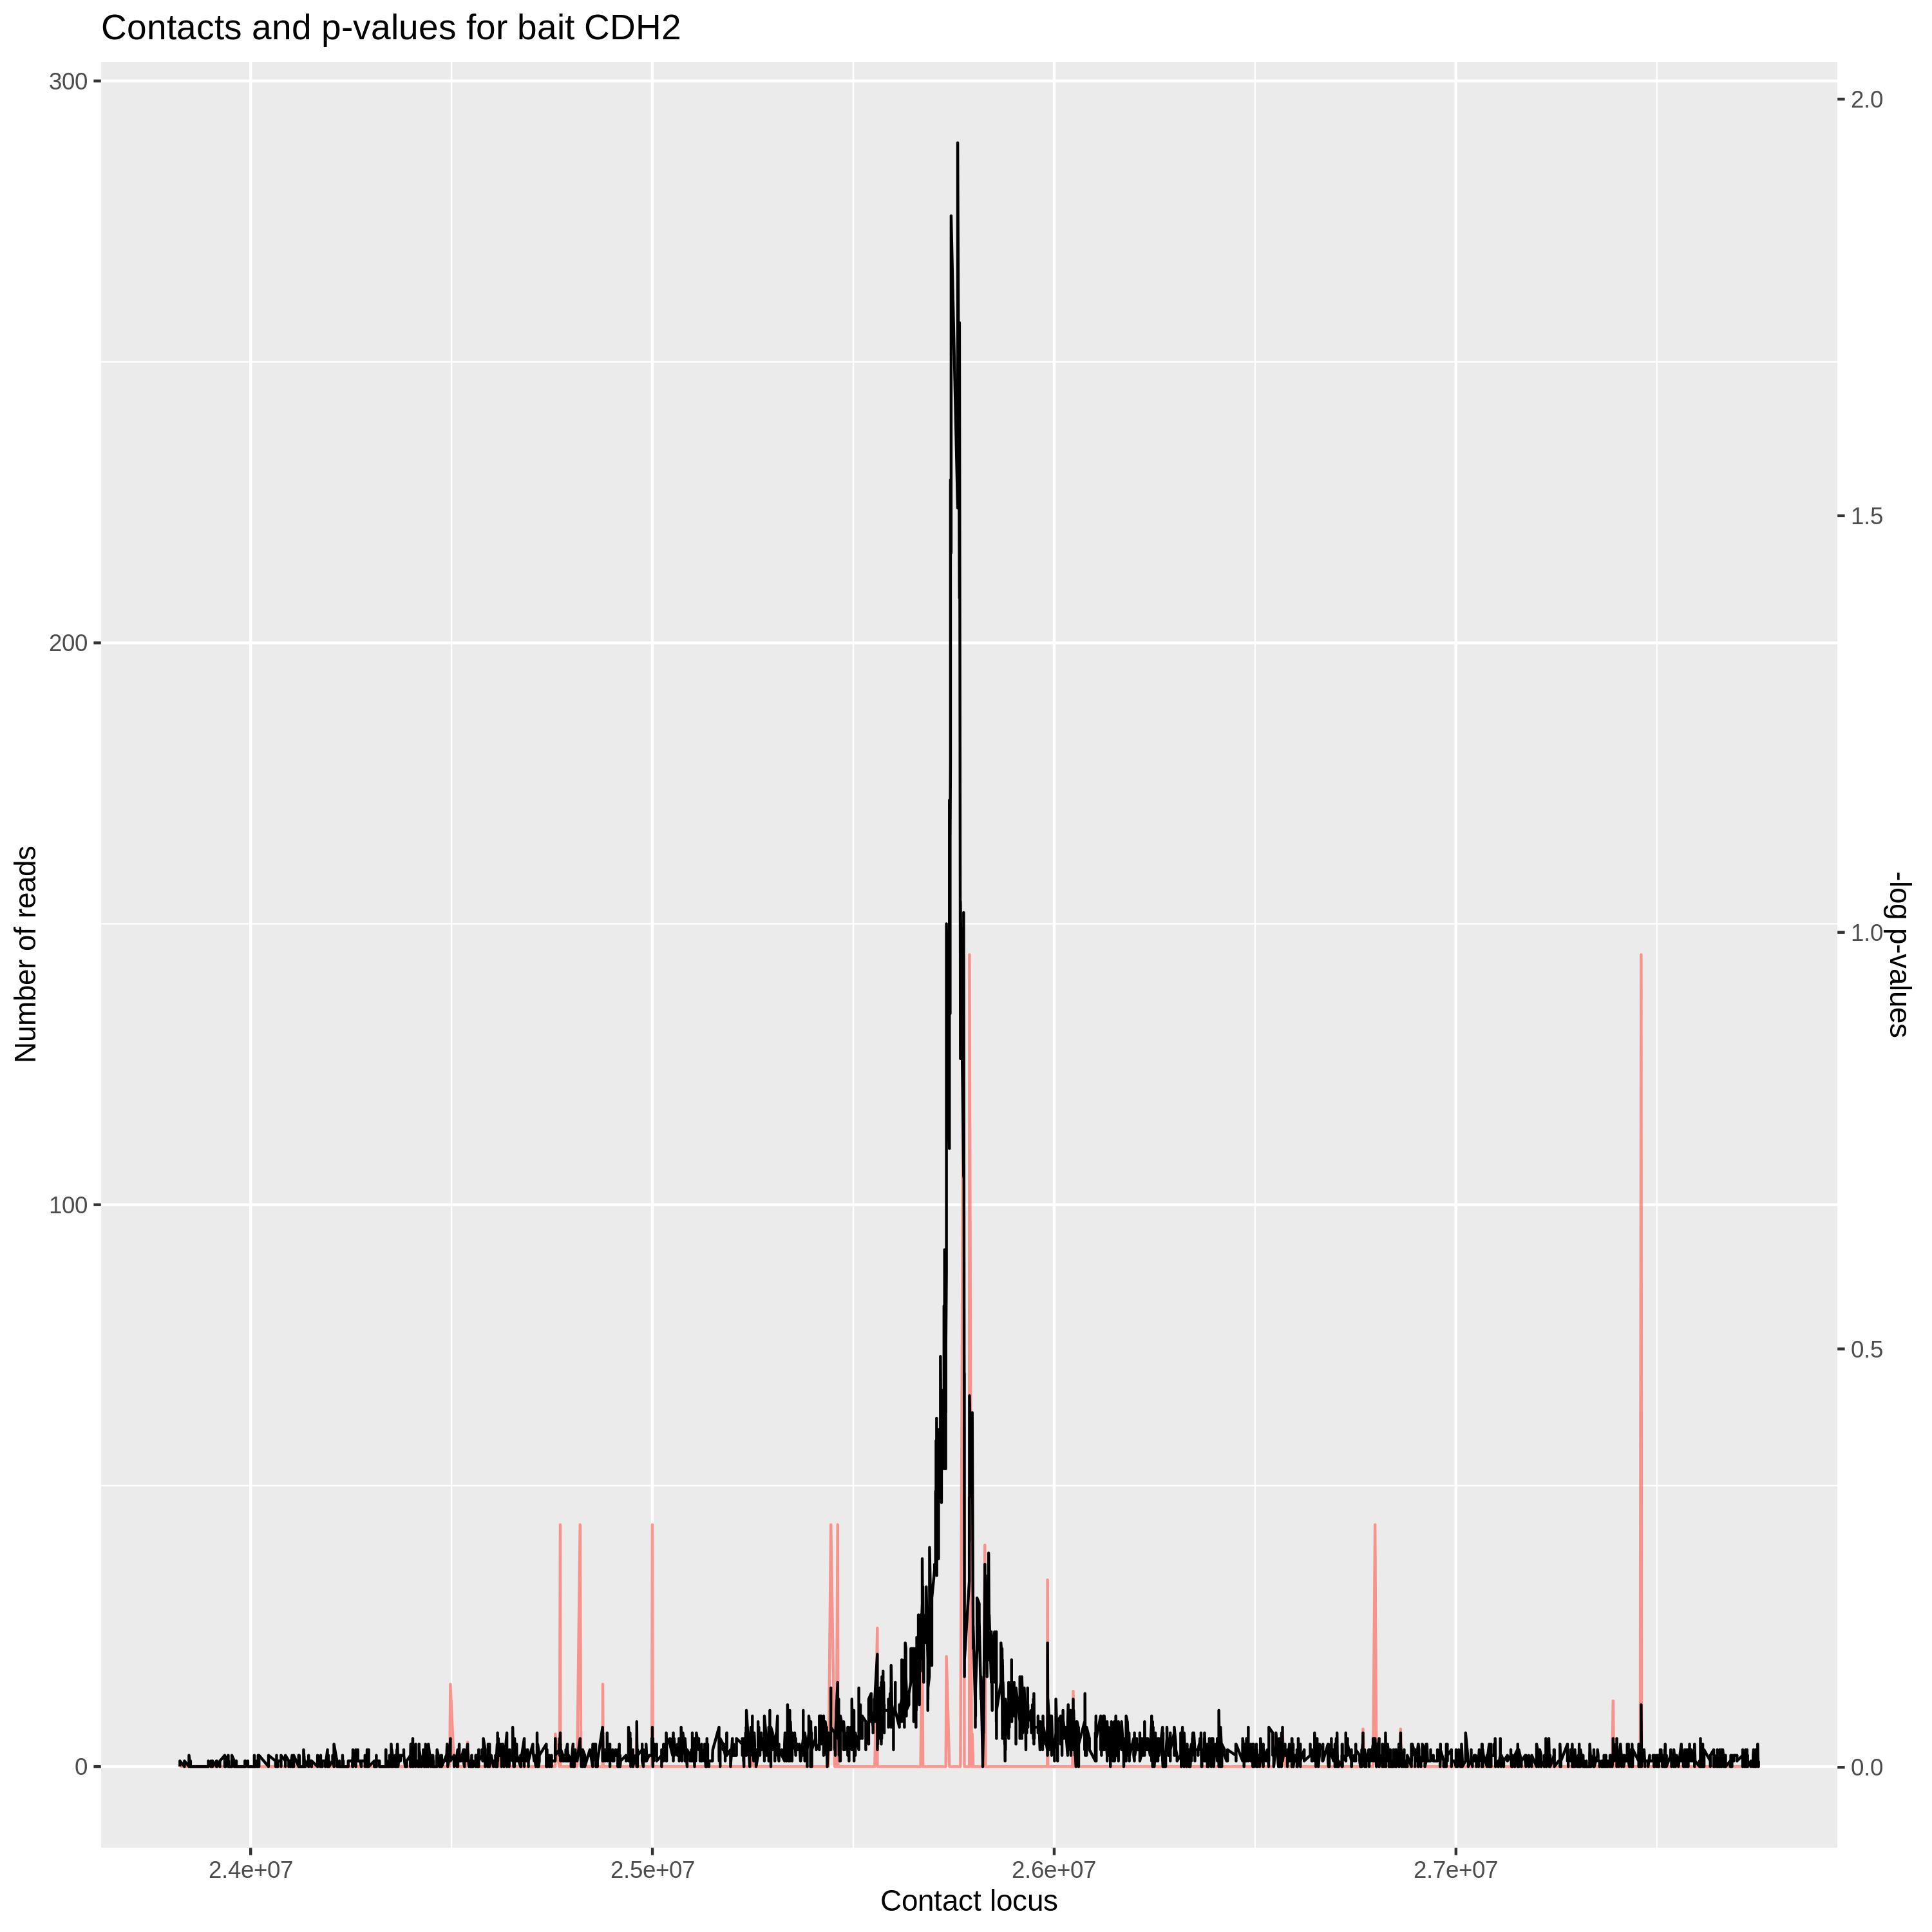 Contacts and p-values for bait CDH2
300
200
100
0
Number of reads
2.0
1.5
1.0
0.5
0.0
-log p-values
2.4e+07
2.5e+07
2.6e+07
2.7e+07
Contact locus